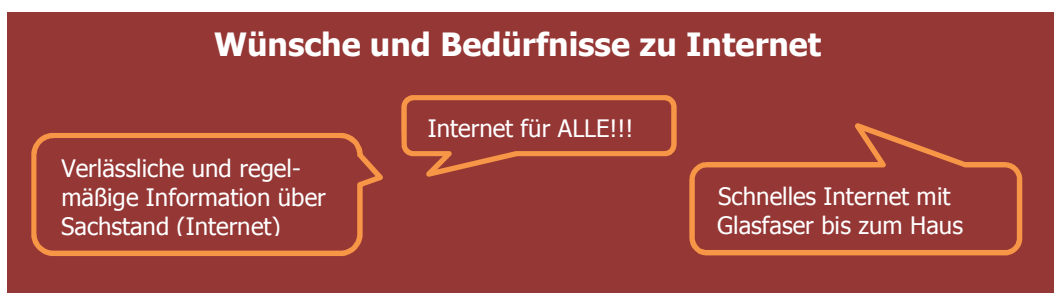 Wünsche und Bedürfnisse zu Internet
Internet für ALLE!!!
Verlässliche und regel-
mäßige Information über
Sachstand (Internet)
Schnelles Internet mit
Glasfaser bis zum Haus